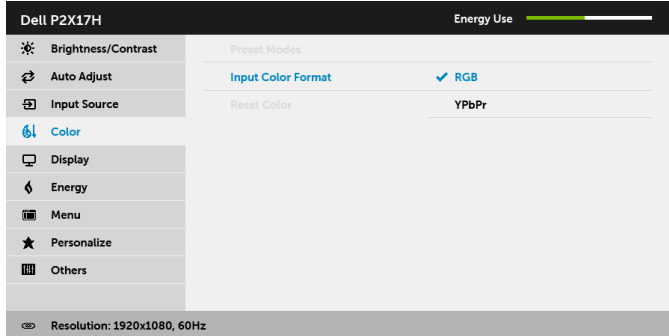 Dell P2X17H Energy Use
Brightness/Contrast Preset Modes
Auto Adjust Input Color Format RGB
Input Source Reset Color YPbPr
Color
Display
Energy
Menu
Personalize
Others
Resolution: 1920x1080, 60Hz